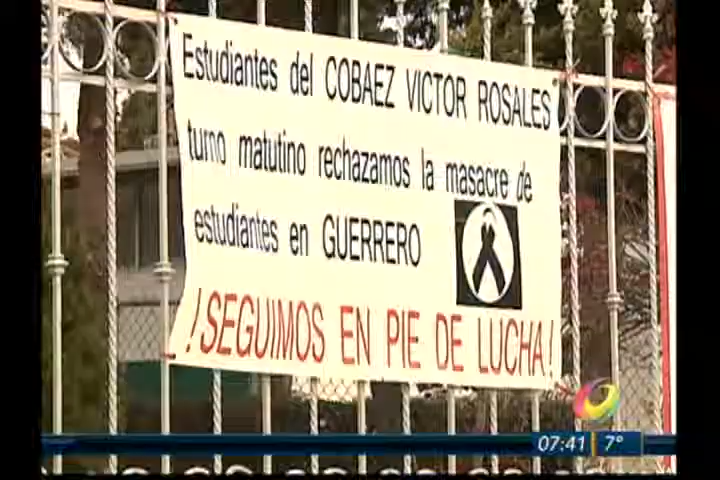 Estudiantes del COBAEZ VICTOR ROSALES
turno matutino rechazamos la masacre de
estudiantes en GUERRERO
!SEGUIMOS EN PIE DE LUCHA!
07:41 7°